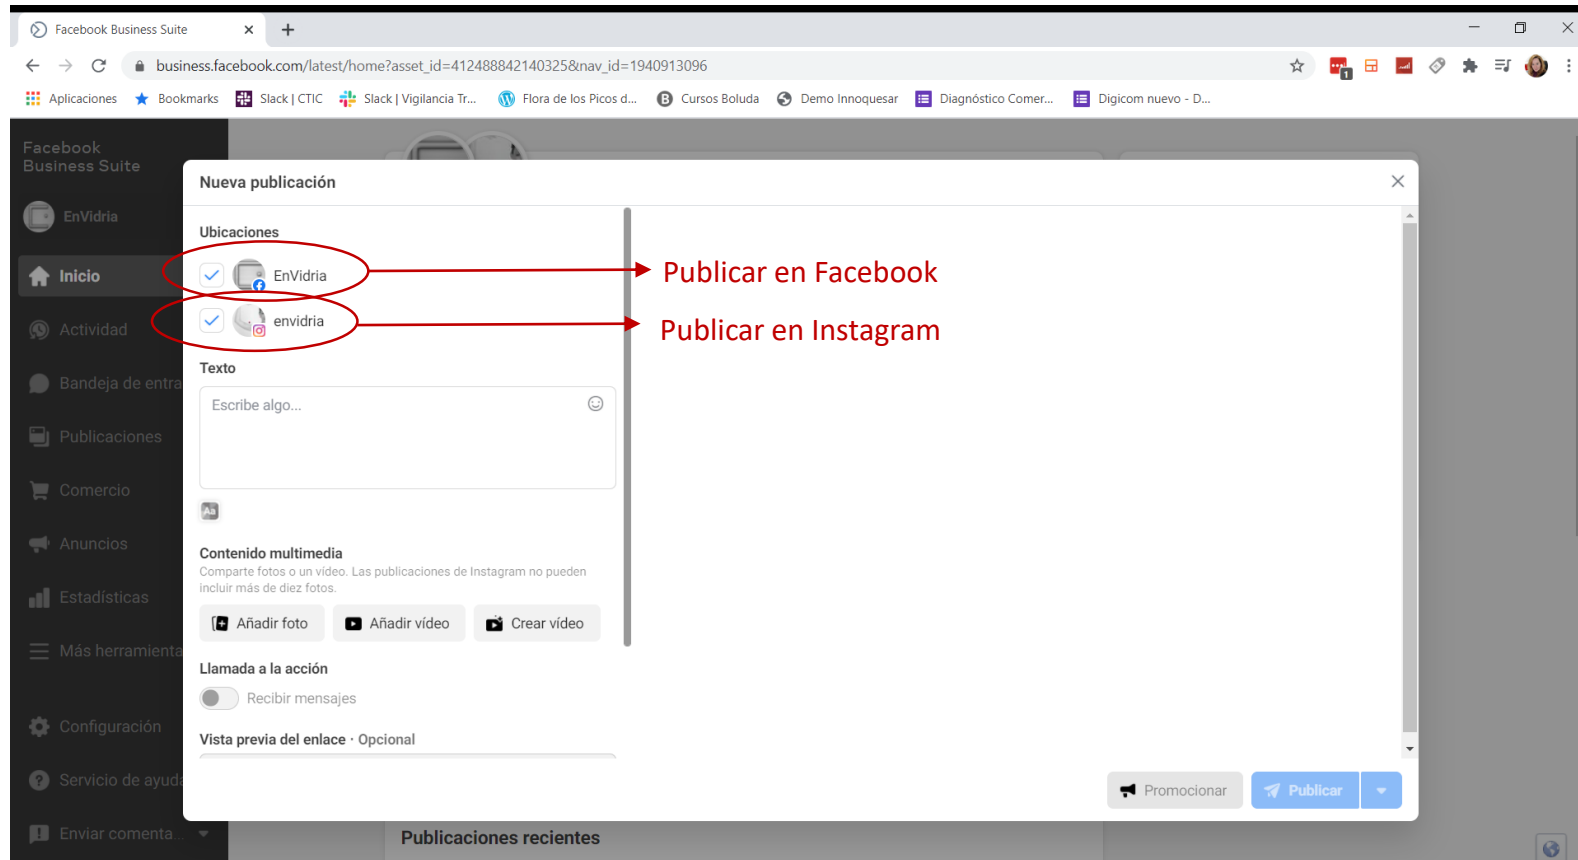 Facebook Business Suite
business.facebook.com/latest/home?asset_id=412488842140325&nav_id=1940913096
1
Aplicaciones
Bookmarks
Slack | CTIC
Slack | Vigilancia Tr...
Flora de los Picos d...
Cursos Boluda
Demo Innoquesar
Diagnóstico Comer...
Digicom nuevo - D...
Facebook
Business Suite
EnVidria
Inicio
Actividad
Bandeja de entra
Publicaciones
Comercio
Anuncios
Estadísticas
Más herramienta
Configuración
Servicio de ayuda
Enviar comenta...
Nueva publicación
Ubicaciones
EnVidria
Publicar en Facebook
envidria
Publicar en Instagram
Texto
Escribe algo...
Aa
Contenido multimedia
Comparte fotos o un vídeo. Las publicaciones de Instagram no pueden
incluir más de diez fotos.
Añadir foto
Añadir vídeo
Crear vídeo
Llamada a la acción
Recibir mensajes
Vista previa del enlace · Opcional
Promocionar
Publicar
Publicaciones recientes